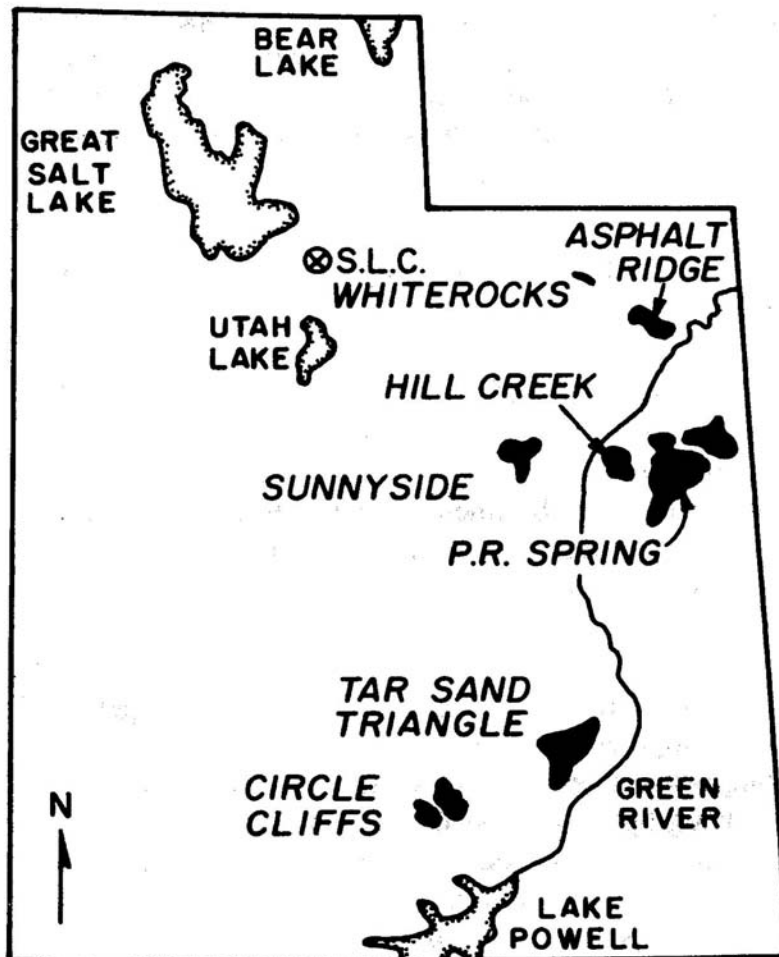 BEAR
LAKE
GREAT
SALT
LAKE
ASPHALT
RIDGE
S.L.C.
WHITEROCKS
UTAH
LAKE
HILL CREEK
SUNNYSIDE
P.R. SPRING
TAR SAND
TRIANGLE
CIRCLE
CLIFFS
GREEN
RIVER
N
LAKE
POWELL